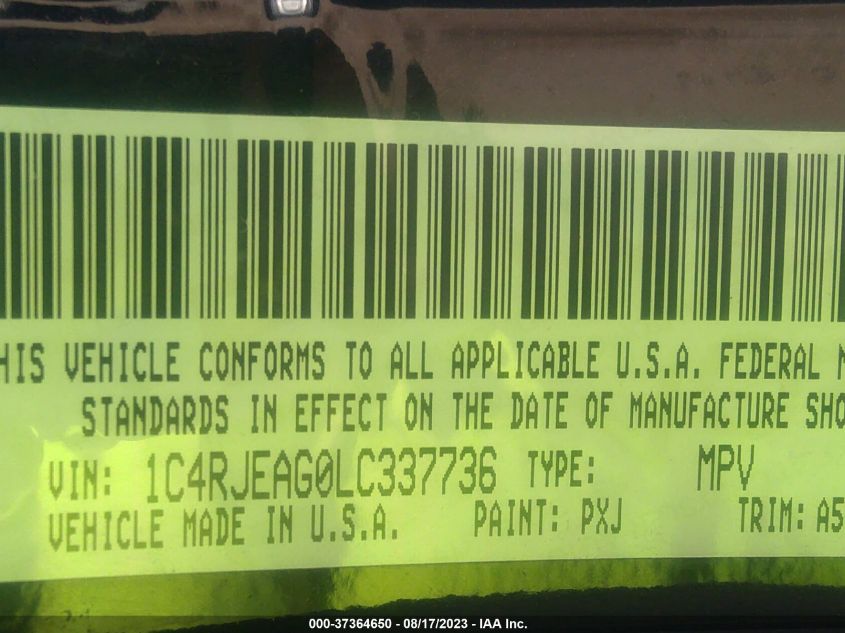 HIS VEHICLE CONFORMS TO ALL APPLICABLE U.S.A. FEDERAL M
STANDARDS IN EFFECT ON THE DATE OF MANUFACTURE SHO
VIN: 1C4RJEAG0LC337736 TYPE: MPV
VEHICLE MADE IN U.S.A. PAINT: PXJ TRIM: A5
000-37364650 - 08/17/2023 - IAA Inc.